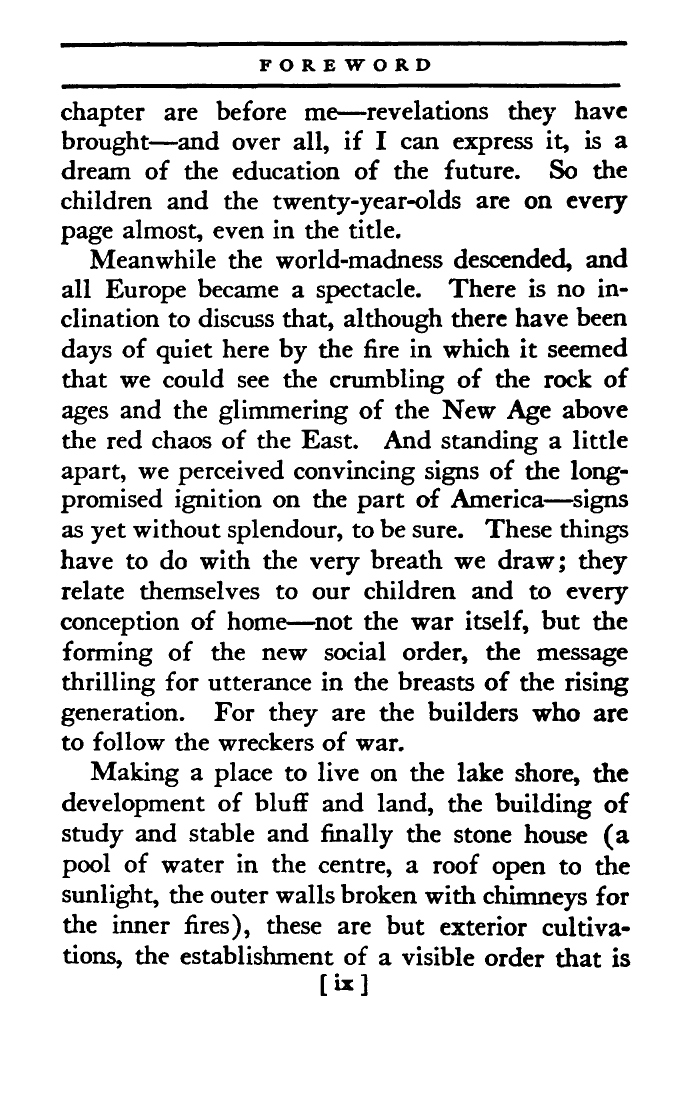 FOREWORD
chapter are before me—revelations they have
brought—and over all, if I can express it, is a
dream of the education of the future. So the
children and the twenty-year-olds are on every
page almost, even in the title.
Meanwhile the world-madness descended, and
all Europe became a spectacle. There is no in-
clination to discuss that, although there have been
days of quiet here by the fire in which it seemed
that we could see the crumbling of the rock of
ages and the glimmering of the New Age above
the red chaos of the East. And standing a little
apart, we perceived convincing signs of the long-
promised ignition on the part of America—signs
as yet without splendour, to be sure. These things
have to do with the very breath we draw; they
relate themselves to our children and to every
conception of home—not the war itself, but the
forming of the new social order, the message
thrilling for utterance in the breasts of the rising
generation. For they are the builders who are
to follow the wreckers of war.
Making a place to live on the lake shore, the
development of bluff and land, the building of
study and stable and finally the stone house (a
pool of water in the centre, a roof open to the
sunlight, the outer walls broken with chimneys for
the inner fires), these are but exterior cultiva-
tions, the establishment of a visible order that is
[ ix ]